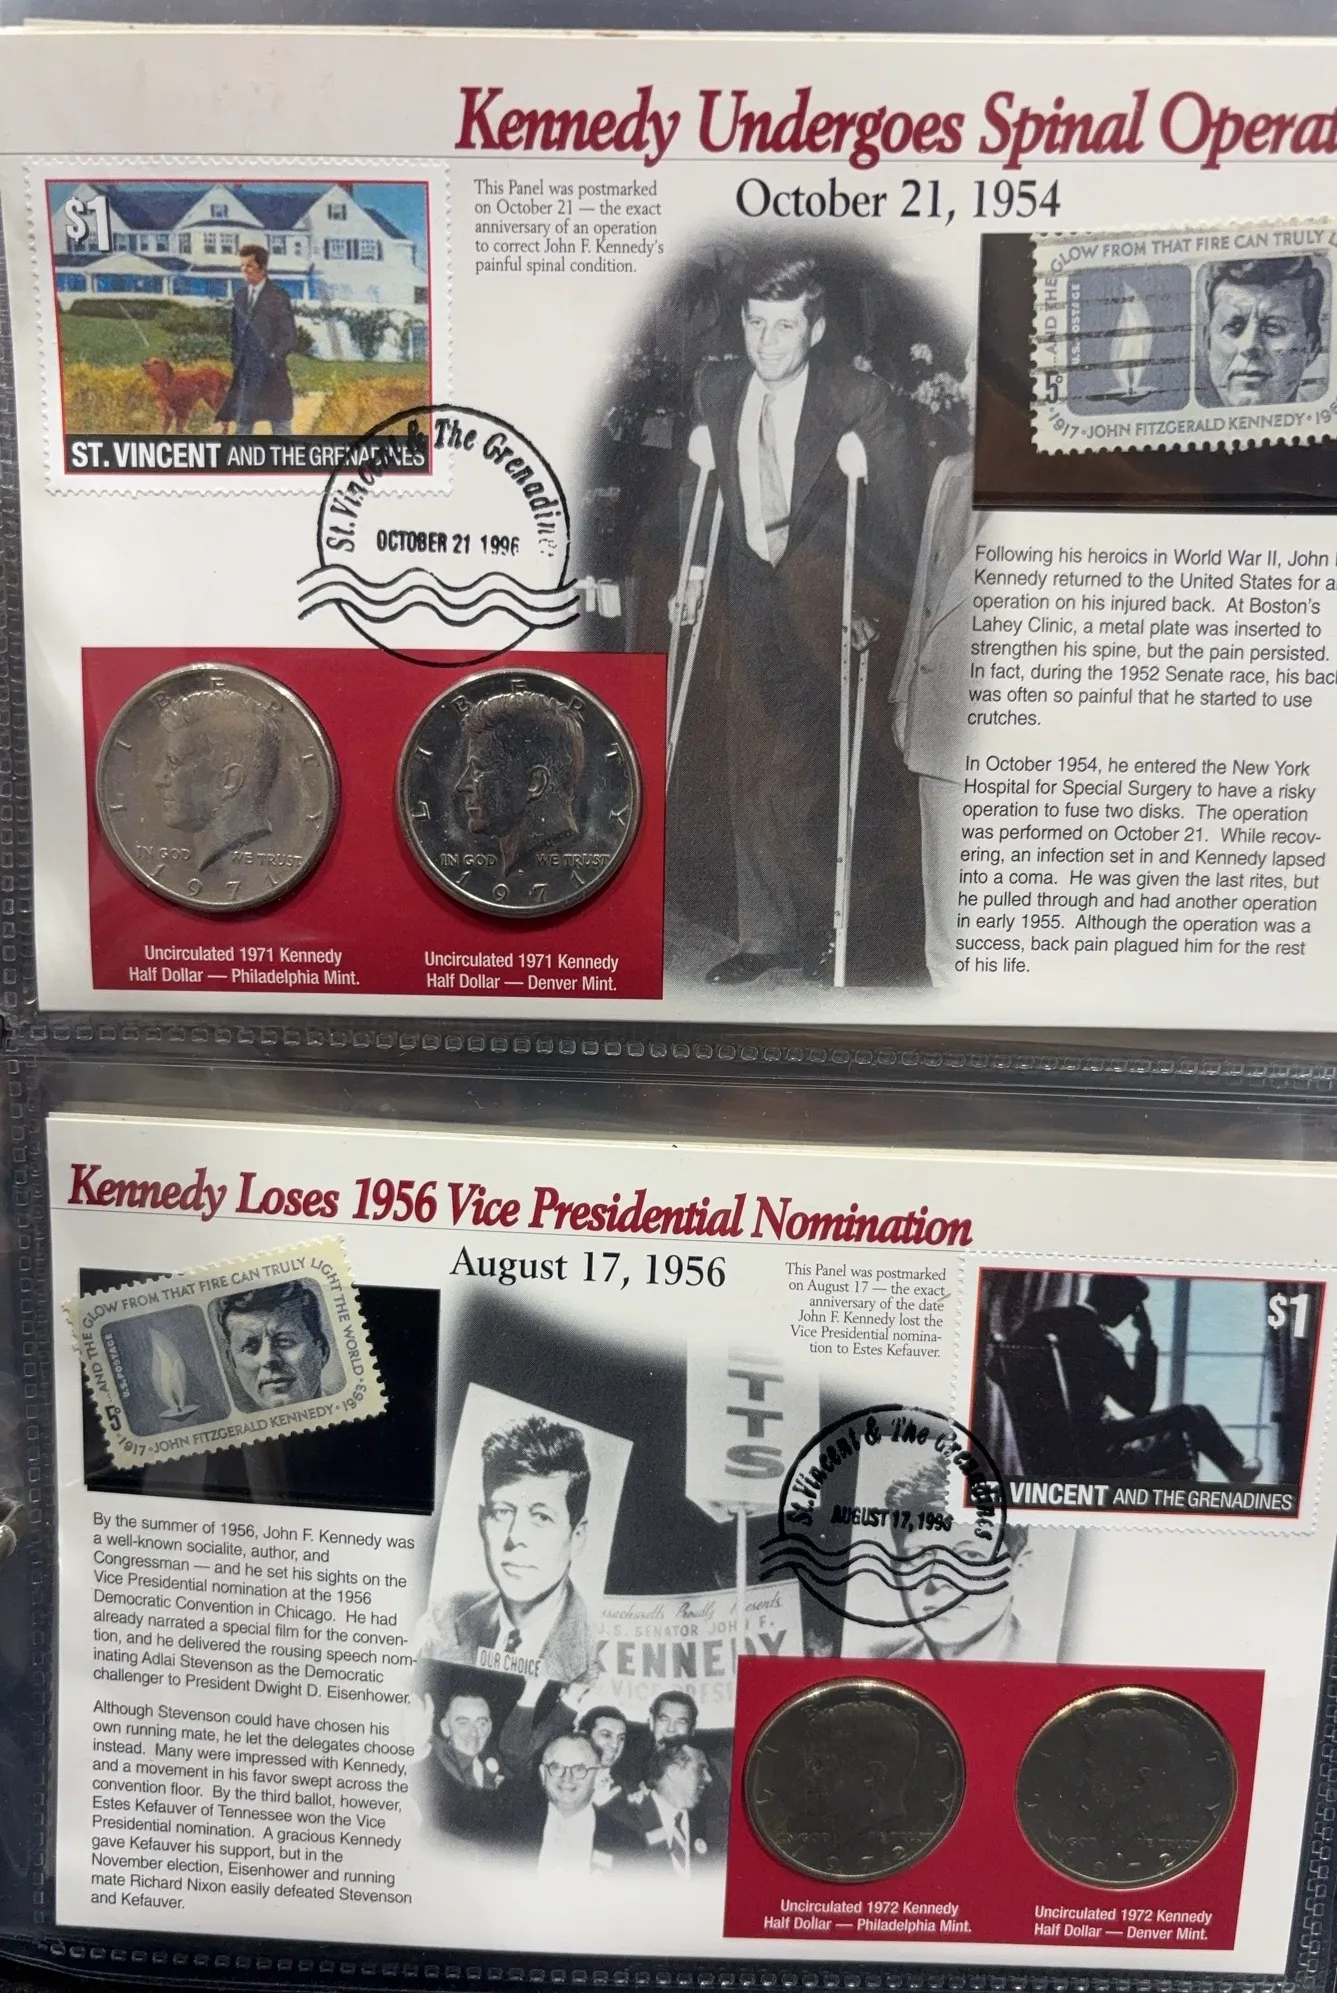 Kennedy Undergoes Spinal Operat
October 21, 1954
This Panel was postmarked
on October 21 — the exact
anniversary of an operation
to correct John F. Kennedy's
painful spinal condition.
$1
ST. VINCENT AND THE GRENADINES
St. Vincent & The Grenadines
OCTOBER 21 1996
...AND THE GLOW FROM THAT FIRE CAN TRULY L
U.S. POSTAGE
5¢
1917·JOHN FITZGERALD KENNEDY·19
Following his heroics in World War II, John
Kennedy returned to the United States for a
operation on his injured back. At Boston's
Lahey Clinic, a metal plate was inserted to
strengthen his spine, but the pain persisted.
In fact, during the 1952 Senate race, his back
was often so painful that he started to use
crutches.
In October 1954, he entered the New York
Hospital for Special Surgery to have a risky
operation to fuse two disks. The operation
was performed on October 21. While recov-
ering, an infection set in and Kennedy lapsed
into a coma. He was given the last rites, but
he pulled through and had another operation
in early 1955. Although the operation was a
success, back pain plagued him for the rest
of his life.
LIBERTY
IN GOD WE TRUST
1971
LIBERTY
IN GOD WE TRUST
1971
Uncirculated 1971 Kennedy
Half Dollar — Philadelphia Mint.
Uncirculated 1971 Kennedy
Half Dollar — Denver Mint.
Kennedy Loses 1956 Vice Presidential Nomination
August 17, 1956
This Panel was postmarked
on August 17 — the exact
anniversary of the date
John F. Kennedy lost the
Vice Presidential nomina-
tion to Estes Kefauver.
...AND THE GLOW FROM THAT FIRE CAN TRULY LIGHT THE WORLD
U.S. POSTAGE
5¢
1917·JOHN FITZGERALD KENNEDY·1963
$1
VINCENT AND THE GRENADINES
St. Vincent & The Grenadines
AUGUST 17, 1996
By the summer of 1956, John F. Kennedy was
a well-known socialite, author, and
Congressman — and he set his sights on the
Vice Presidential nomination at the 1956
Democratic Convention in Chicago. He had
already narrated a special film for the conven-
tion, and he delivered the rousing speech nom-
inating Adlai Stevenson as the Democratic
challenger to President Dwight D. Eisenhower.
Although Stevenson could have chosen his
own running mate, he let the delegates choose
instead. Many were impressed with Kennedy,
and a movement in his favor swept across the
convention floor. By the third ballot, however,
Estes Kefauver of Tennessee won the Vice
Presidential nomination. A gracious Kennedy
gave Kefauver his support, but in the
November election, Eisenhower and running
mate Richard Nixon easily defeated Stevenson
and Kefauver.
ETTS
OUR CHOICE
Proudly Presents
U.S. SENATOR JOHN F.
KENNEDY
VICE PRESI
IN GOD WE TRUST
1972
IN GOD WE TRUST
Uncirculated 1972 Kennedy
Half Dollar — Philadelphia Mint.
Uncirculated 1972 Kennedy
Half Dollar — Denver Mint.